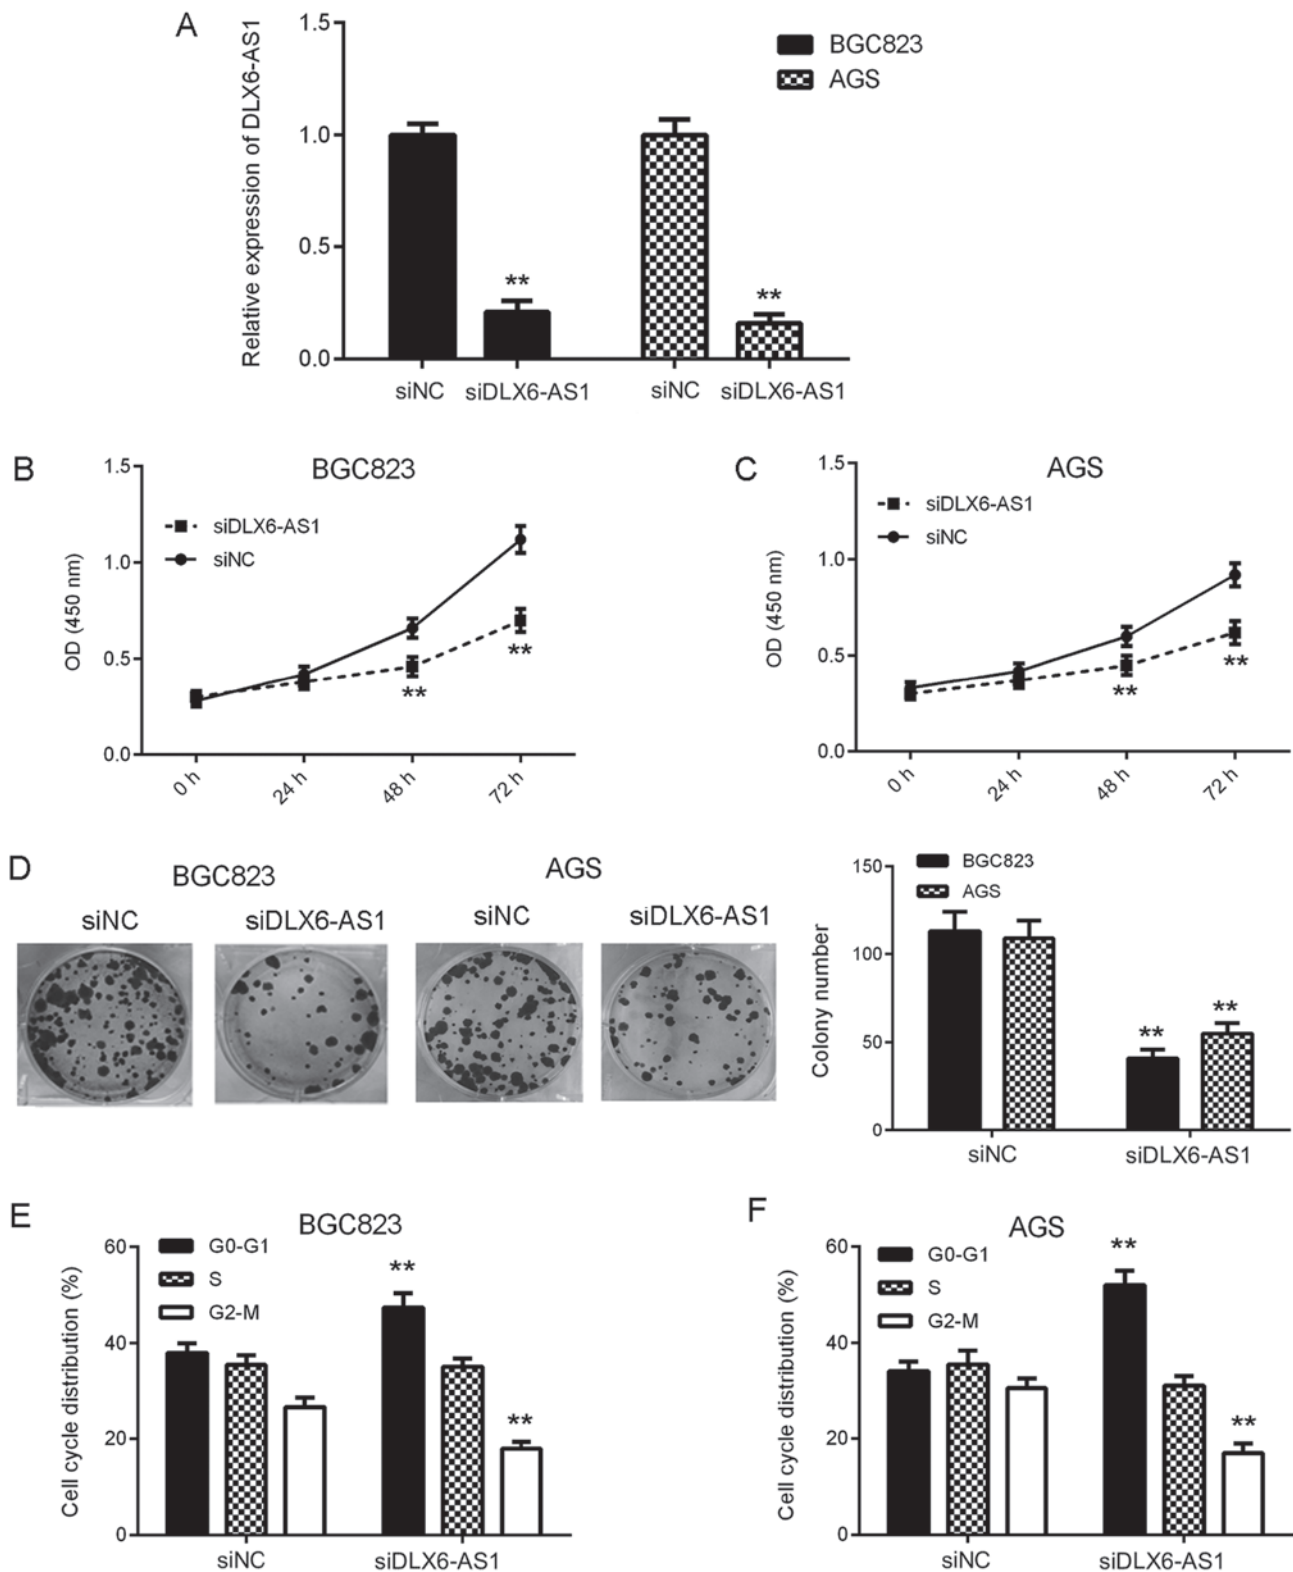 A
Relative expression of DLX6-AS1
1.5
1.0
0.5
0.0
BGC823
AGS
**
**
siNC
siDLX6-AS1
siNC
siDLX6-AS1
B
BGC823
OD (450 nm)
1.5
1.0
0.5
0.0
siDLX6-AS1
siNC
**
**
0 h
24 h
48 h
72 h
C
AGS
OD (450 nm)
1.5
1.0
0.5
0.0
siDLX6-AS1
siNC
**
**
0 h
24 h
48 h
72 h
D
BGC823
AGS
siNC
siDLX6-AS1
siNC
siDLX6-AS1
Colony number
150
100
50
0
BGC823
AGS
**
**
siNC
siDLX6-AS1
E
BGC823
Cell cycle distribution (%)
60
40
20
0
G0-G1
S
G2-M
**
**
siNC
siDLX6-AS1
F
AGS
Cell cycle distribution (%)
60
40
20
0
G0-G1
S
G2-M
**
**
siNC
siDLX6-AS1